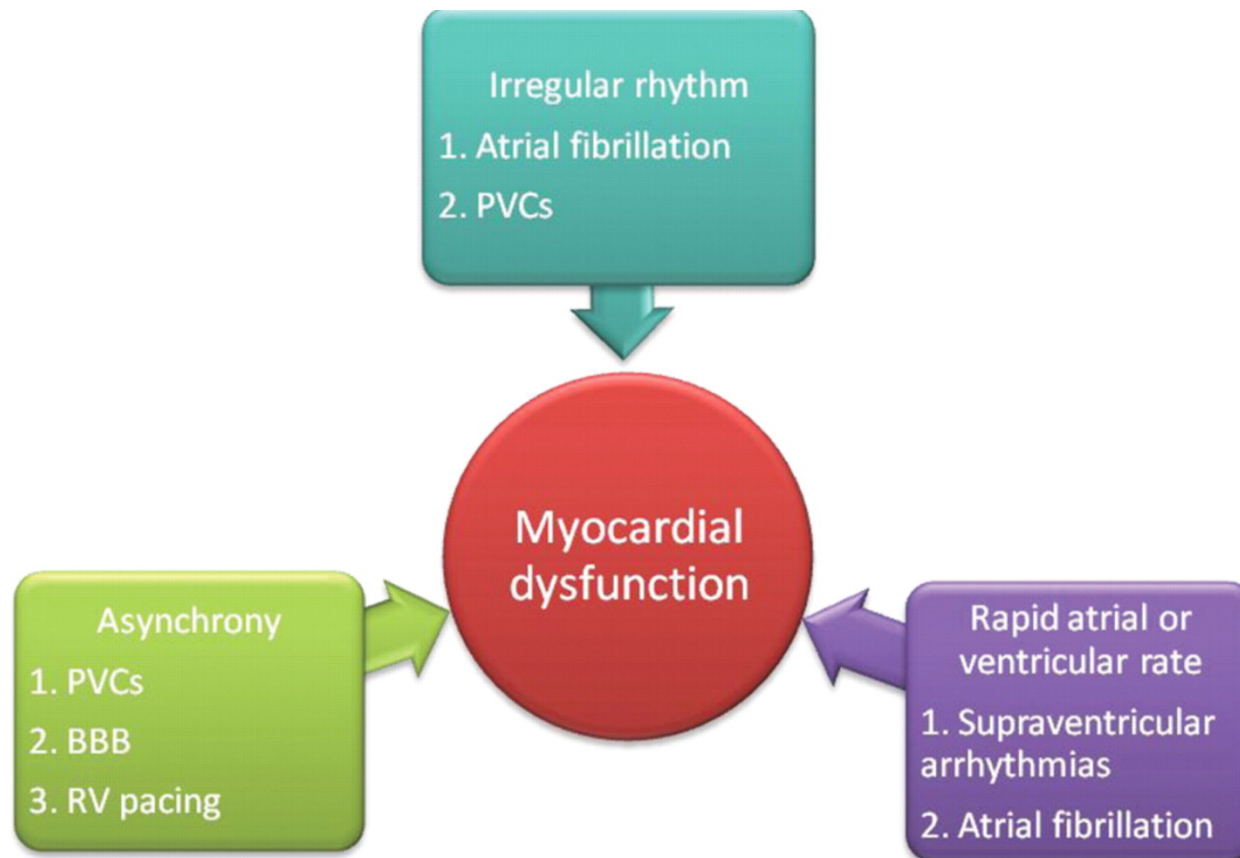 Irregular rhythm
1. Atrial fibrillation
2. PVCs
Myocardial
dysfunction
Asynchrony
1. PVCs
2. BBB
3. RV pacing
Rapid atrial or
ventricular rate
1. Supraventricular
arrhythmias
2. Atrial fibrillation